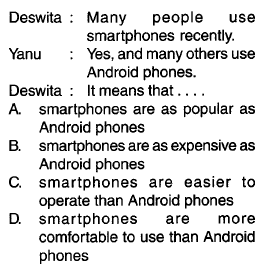 Deswita : Many people use
smartphones recently.
Yanu : Yes, and many others use
Android phones.
Deswita : It means that . . . .
A. smartphones are as popular as
Android phones
B. smartphones are as expensive as
Android phones
C. smartphones are easier to
operate than Android phones
D. smartphones are more
comfortable to use than Android
phones